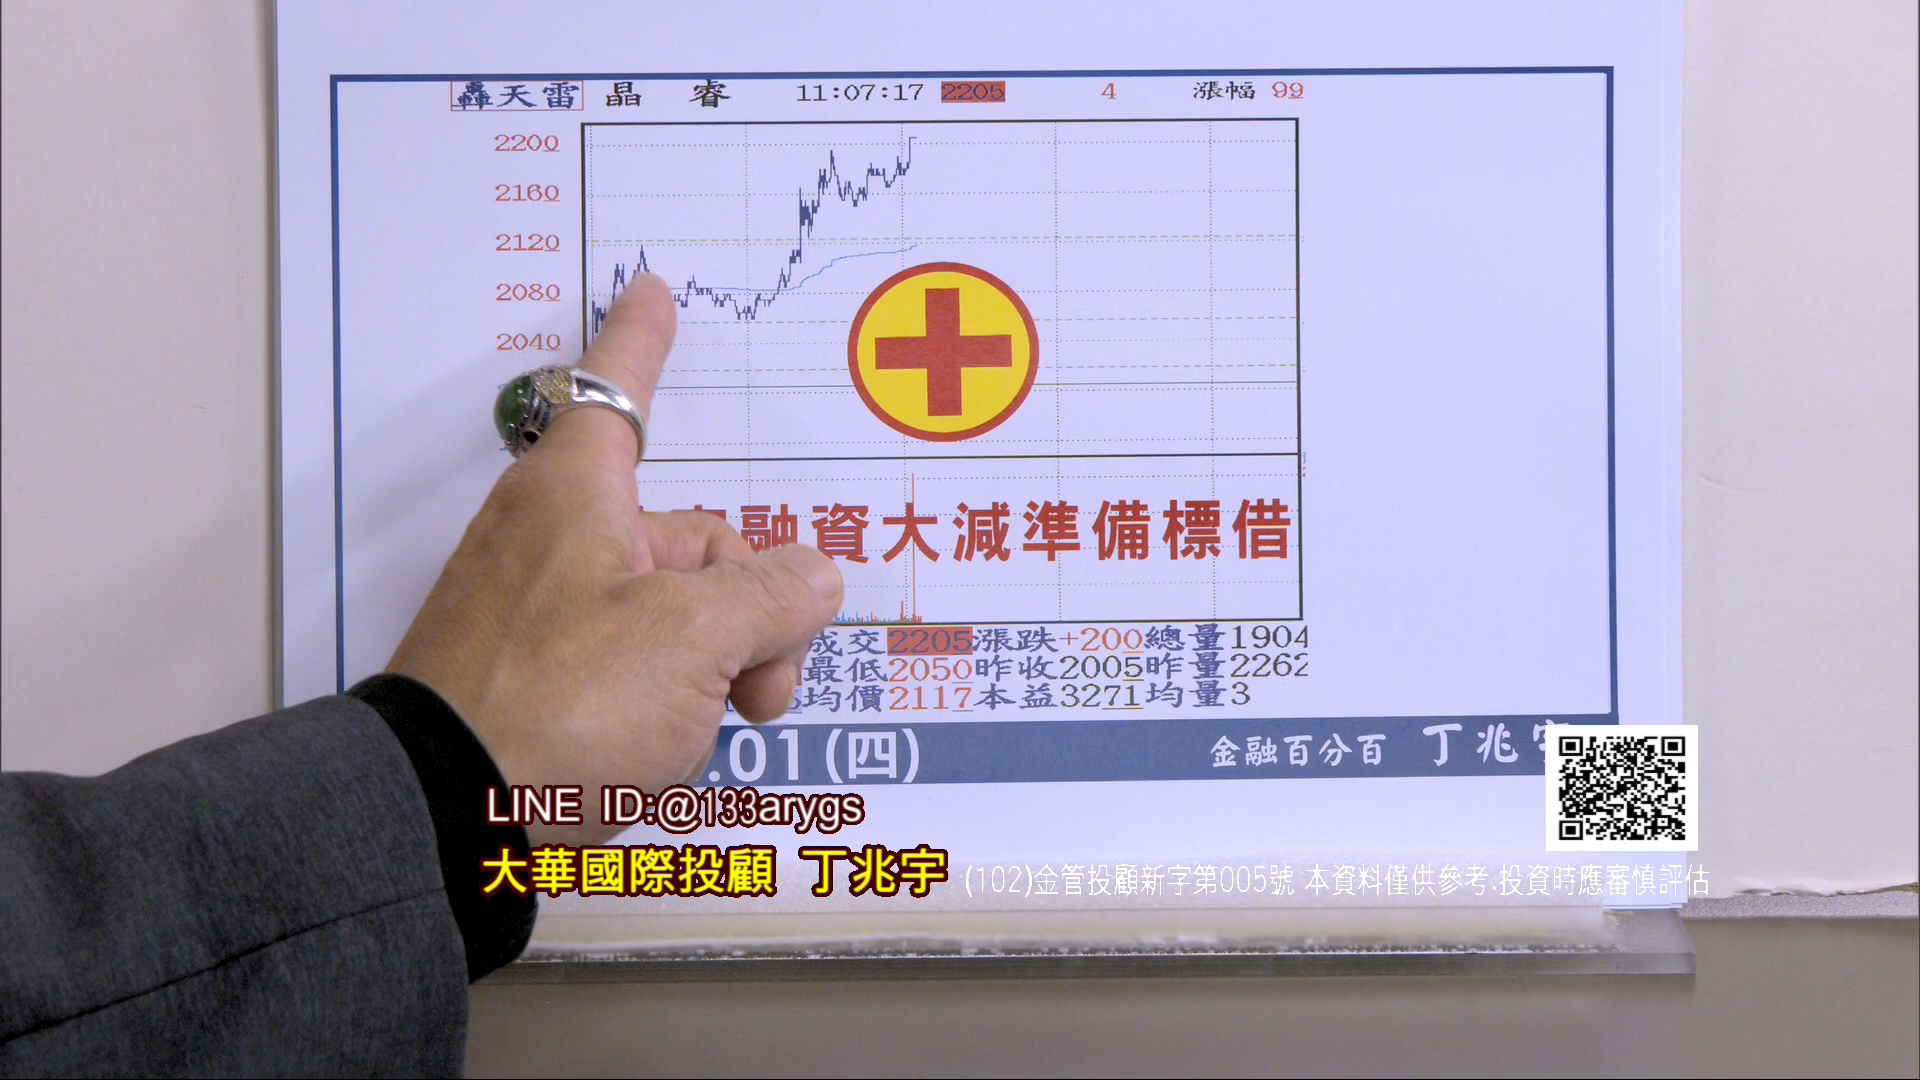 轟天雷 晶睿 11:07:17 2205 4 漲幅 99
2200
2160
2120
2080
2040
融資大減準備標借
成交2205漲跌+200總量1904
最低2050昨收2005昨量2262
均價2117本益3271均量3
.01(四)
金融百分百 丁兆宇
LINE ID:@133arygs
大華國際投顧 丁兆宇 (102)金管投顧新字第005號 本資料僅供參考.投資時應審慎評估